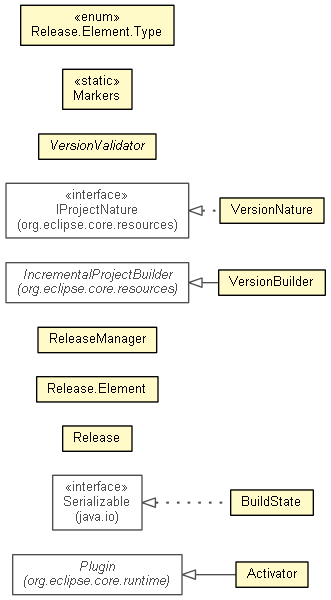 «enum»
Release.Element.Type
«static»
Markers
VersionValidator
«interface»
IProjectNature
(org.eclipse.core.resources)
VersionNature
IncrementalProjectBuilder
(org.eclipse.core.resources)
VersionBuilder
ReleaseManager
Release.Element
Release
«interface»
Serializable
(java.io)
BuildState
Plugin
(org.eclipse.core.runtime)
Activator